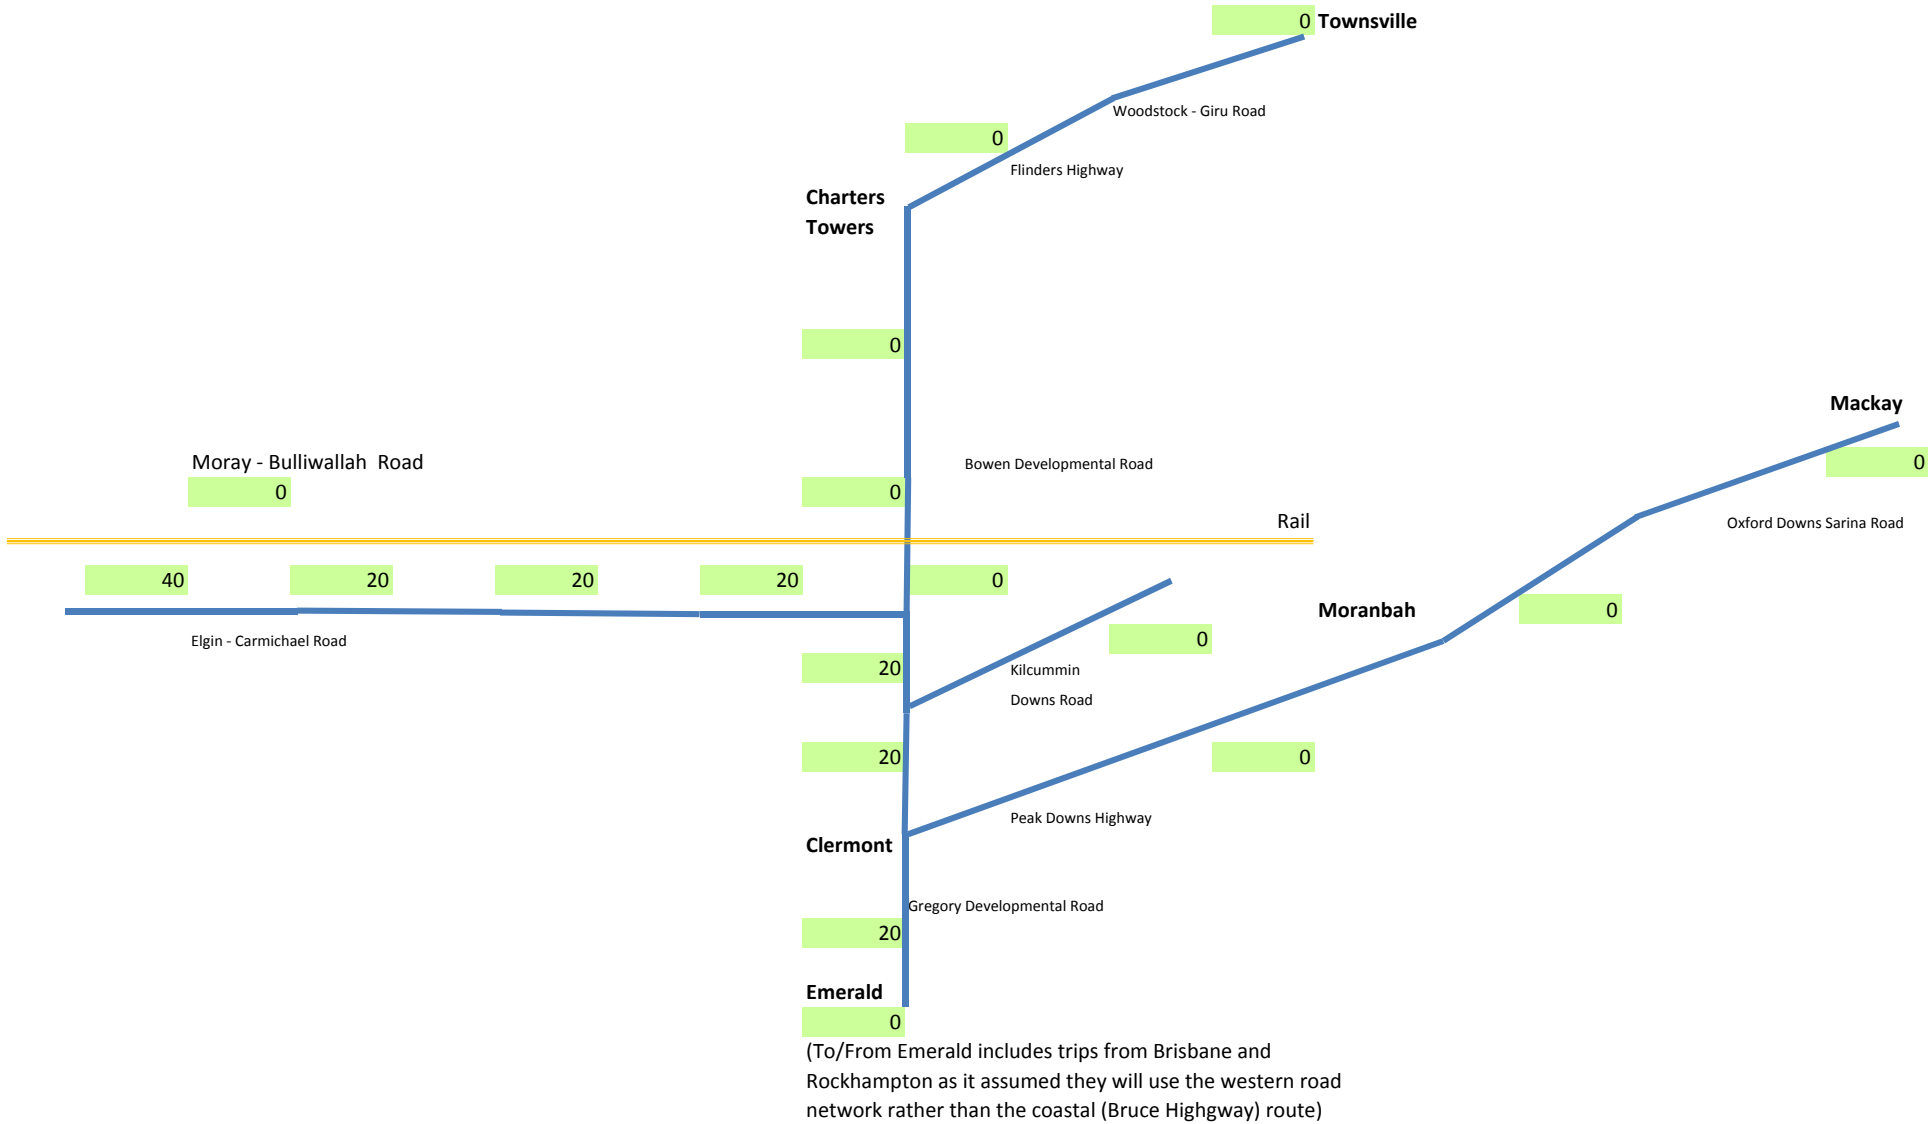 0 Townsville
Woodstock - Giru Road
0
Flinders Highway
Charters
Towers
0
Mackay
Moray - Bulliwallah  Road
Bowen Developmental Road
0
0
0
Rail
Oxford Downs Sarina Road
40
20
20
20
0
Moranbah
0
Elgin - Carmichael Road
0
20
Kilcummin
Downs Road
20
0
Peak Downs Highway
Clermont
Gregory Developmental Road
20
Emerald
0
(To/From Emerald includes trips from Brisbane and
Rockhampton as it assumed they will use the western road
network rather than the coastal (Bruce Highgway) route)